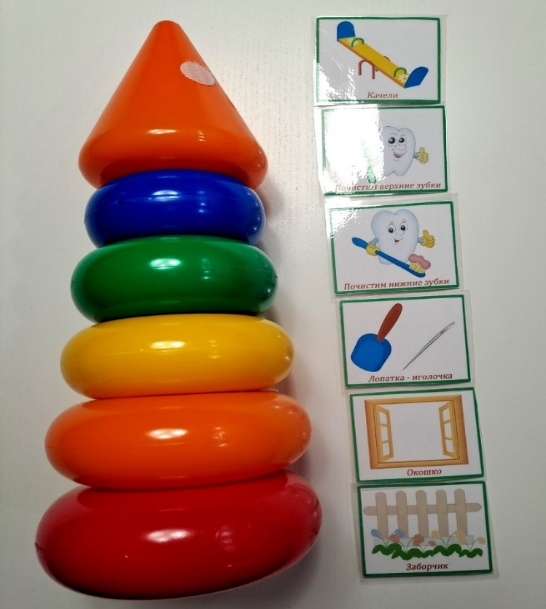 Качели
Почистим верхние зубки
Почистим нижние зубки
Лопатка - иголочка
Окошко
Заборчик